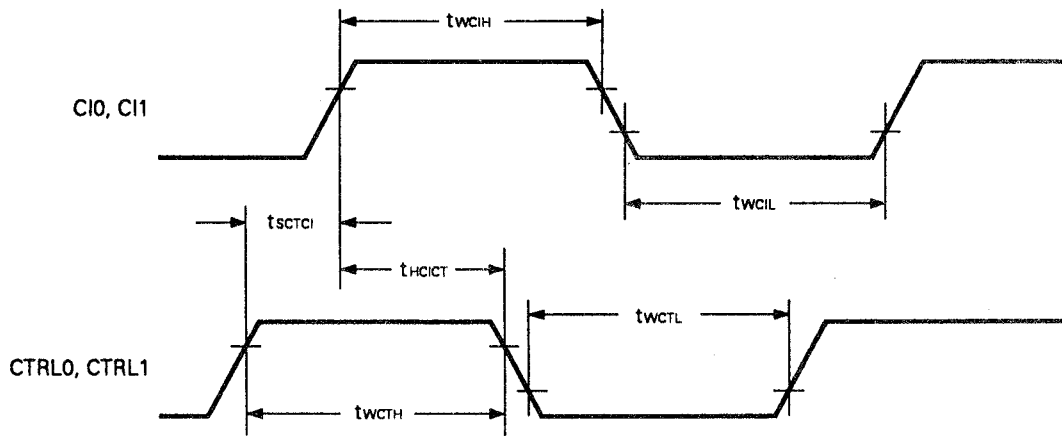 tWCIH
CI0, CI1
tWCIL
tSCTCI
tHCICT
tWCTL
CTRL0, CTRL1
tWCTH